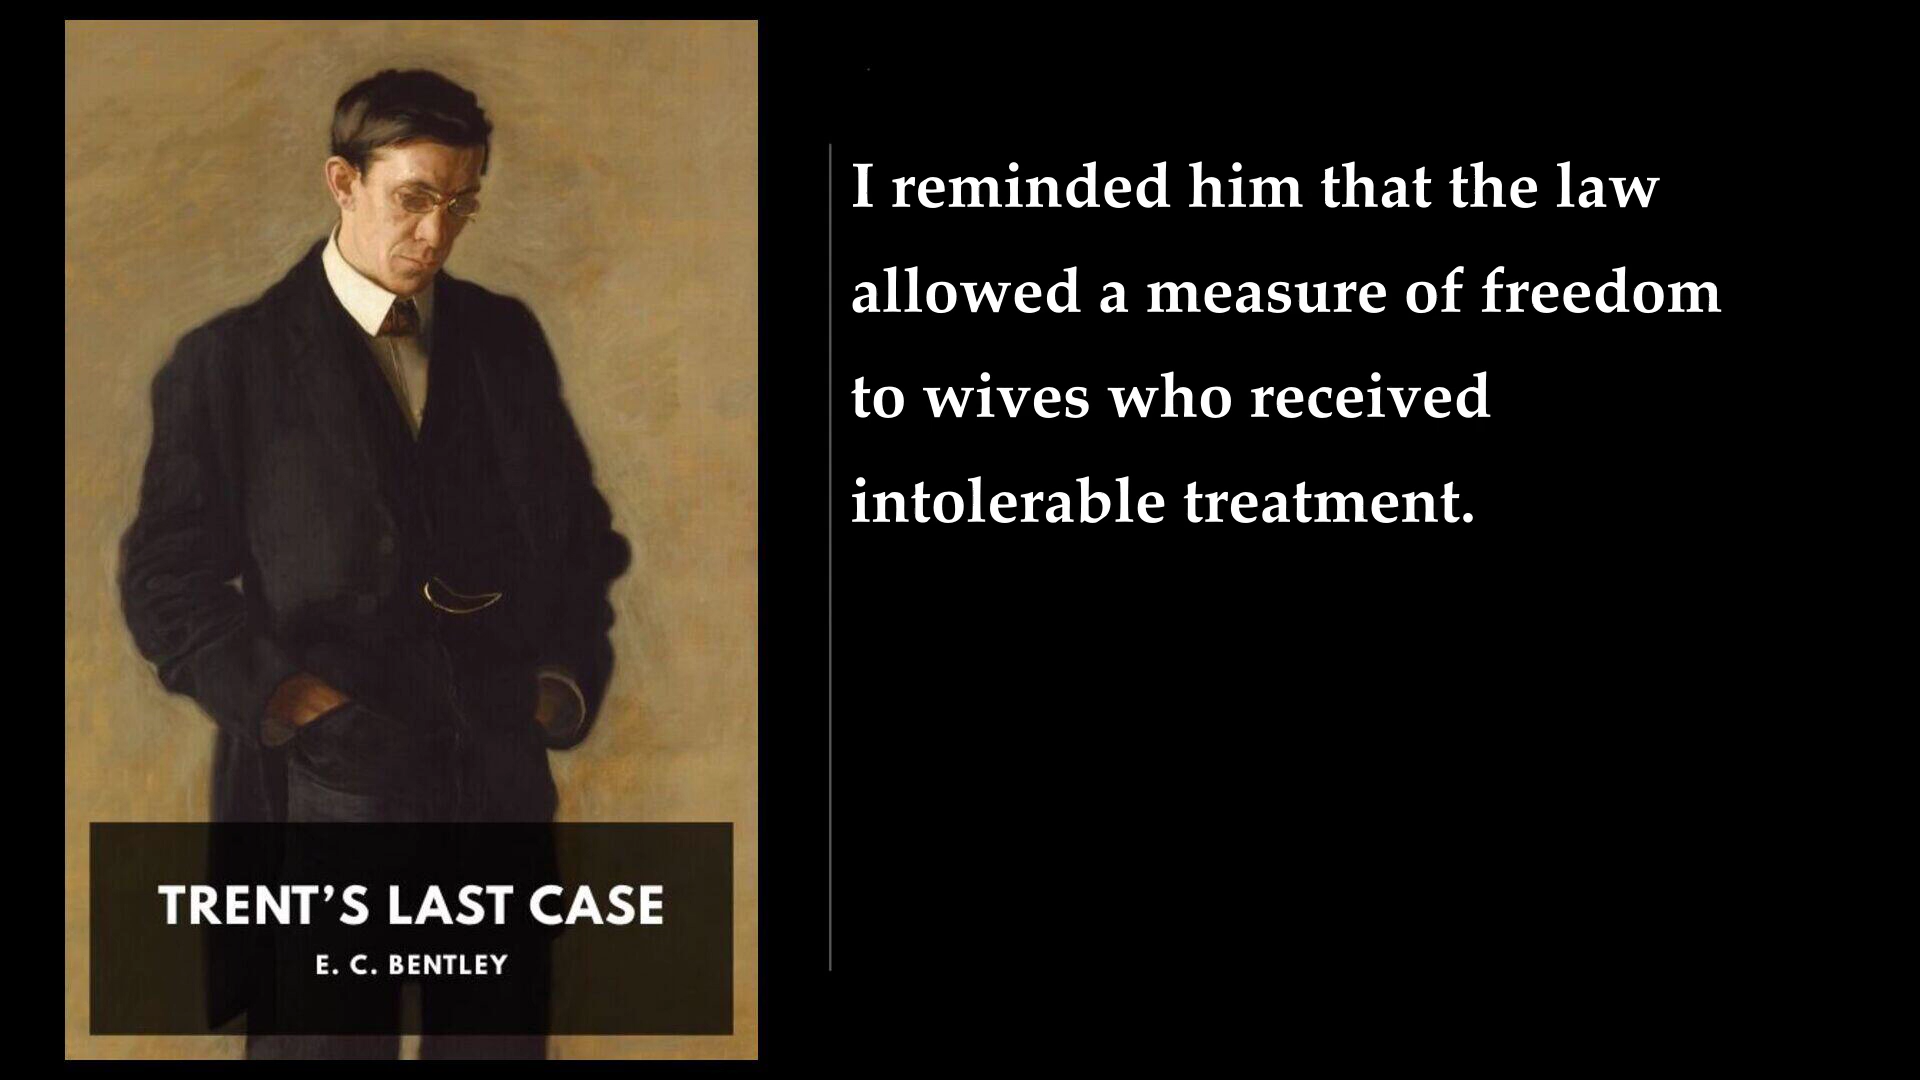 I reminded him that the law
allowed a measure of freedom
to wives who received
intolerable treatment.
TRENT’S LAST CASE
E. C. BENTLEY